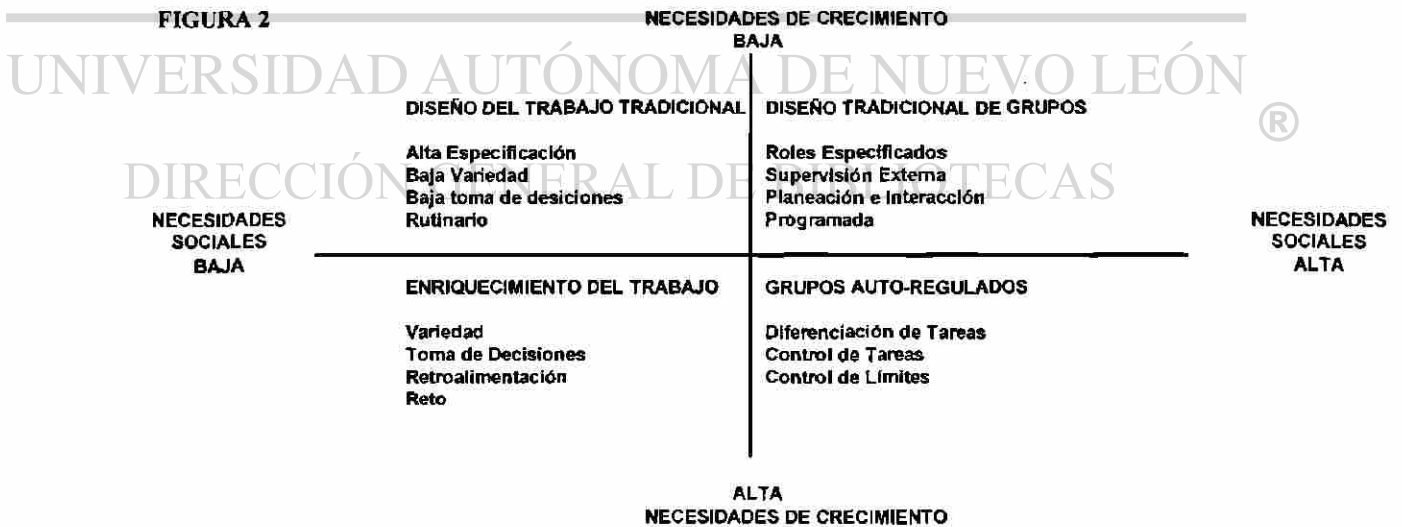 FIGURA 2
NECESIDADES DE CRECIMIENTO
BAJA
UNIVERSIDAD AUTÓNOMA DE NUEVO LEÓN
®
DIRECCIÓN GENERAL DE BIBLIOTECAS
DISEÑO DEL TRABAJO TRADICIONAL
Alta Especificación
Baja Variedad
Baja toma de desiciones
Rutinario
DISEÑO TRADICIONAL DE GRUPOS
Roles Especificados
Supervisión Externa
Planeación e Interacción
Programada
NECESIDADES
SOCIALES
BAJA
NECESIDADES
SOCIALES
ALTA
ENRIQUECIMIENTO DEL TRABAJO
Variedad
Toma de Decisiones
Retroalimentación
Reto
GRUPOS AUTO-REGULADOS
Diferenciación de Tareas
Control de Tareas
Control de Límites
ALTA
NECESIDADES DE CRECIMIENTO